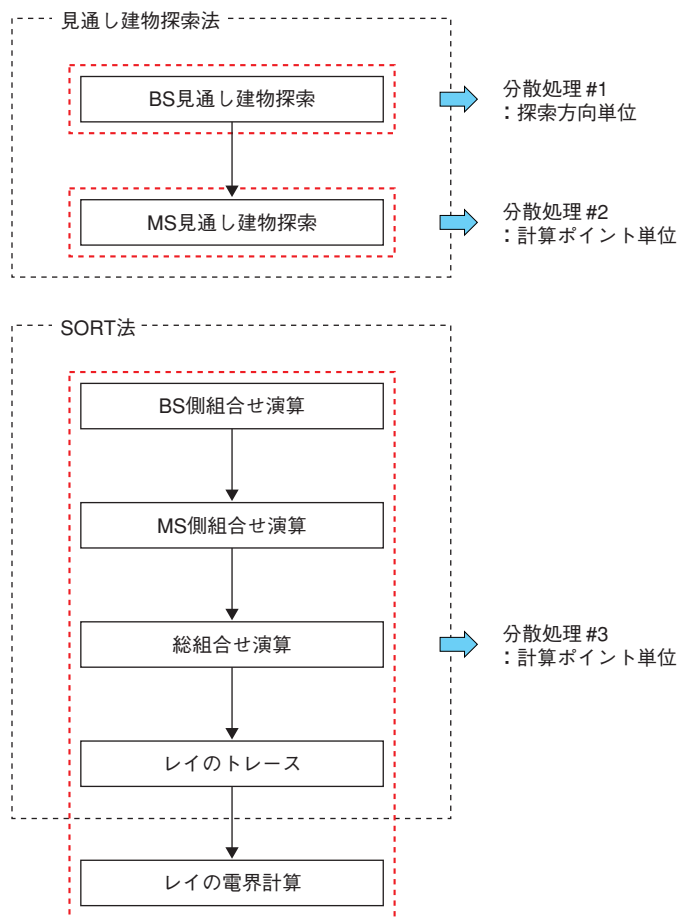 見通し建物探索法
BS見通し建物探索
分散処理 #1
：探索方向単位
MS見通し建物探索
分散処理 #2
：計算ポイント単位
SORT法
BS側組合せ演算
MS側組合せ演算
総組合せ演算
分散処理 #3
：計算ポイント単位
レイのトレース
レイの電界計算